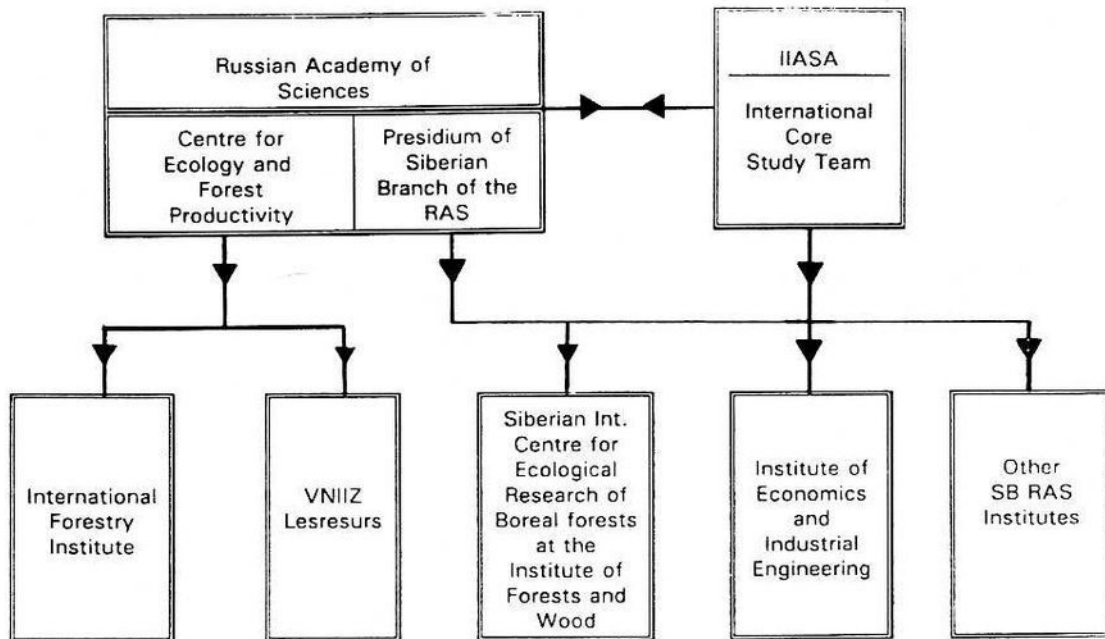 Russian Academy of
Sciences
IIASA
International
Core
Study Team
Centre for
Ecology and
Forest
Productivity
Presidium of
Siberian
Branch of the
RAS
International
Forestry
Institute
VNIIZ
Lesresurs
Siberian Int.
Centre for
Ecological
Research of
Boreal forests
at the
Institute of
Forests and
Wood
Institute of
Economics
and
Industrial
Engineering
Other
SB RAS
Institutes